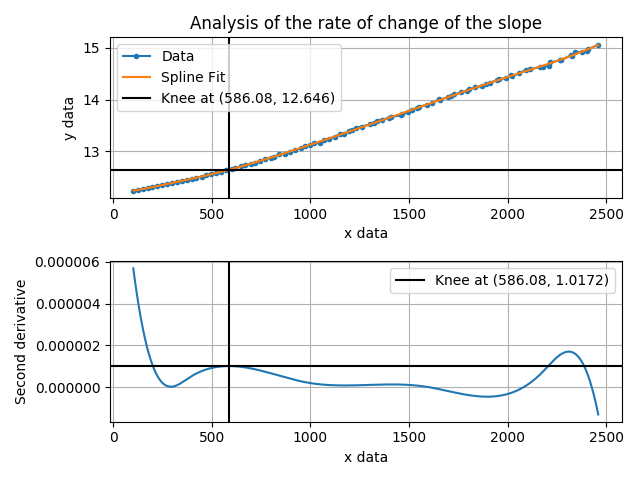 Analysis of the rate of change of the slope
15
14
13
y data
Data
Spline Fit
Knee at (586.08, 12.646)
0
500
1000
1500
2000
2500
x data
0.000006
0.000004
0.000002
0.000000
Second derivative
Knee at (586.08, 1.0172)
0
500
1000
1500
2000
2500
x data